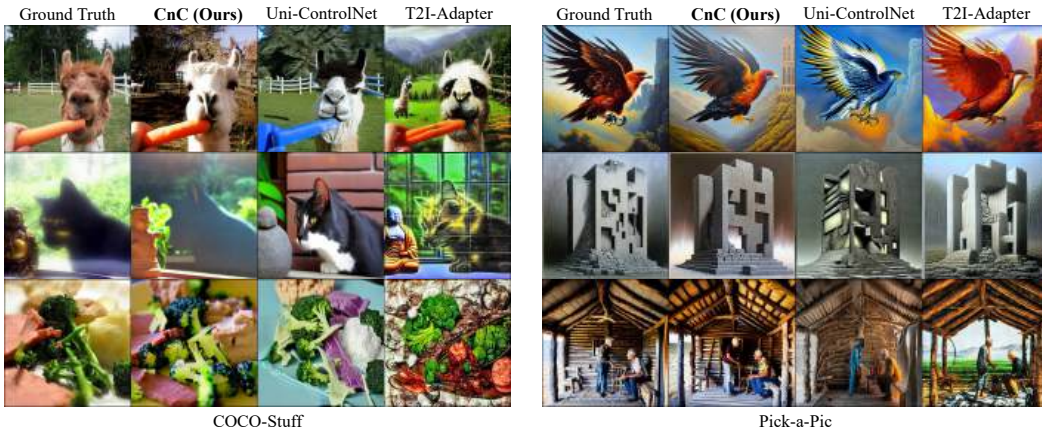 Ground Truth CnC (Ours) Uni-ControlNet T2I-Adapter
COCO-Stuff
Ground Truth CnC (Ours) Uni-ControlNet T2I-Adapter
Pick-a-Pic